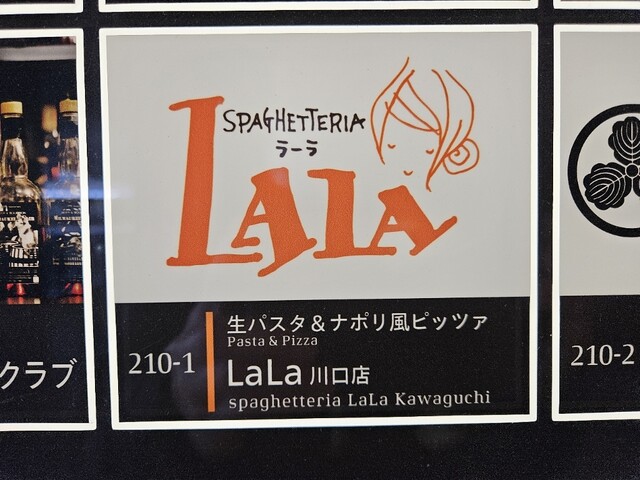 SPAGHETTERIA
ラーラ
LALA
210-1
生パスタ&ナポリ風ピッツァ
Pasta & Pizza
LaLa 川口店
spaghetteria LaLa Kawaguchi
クラブ
210-2